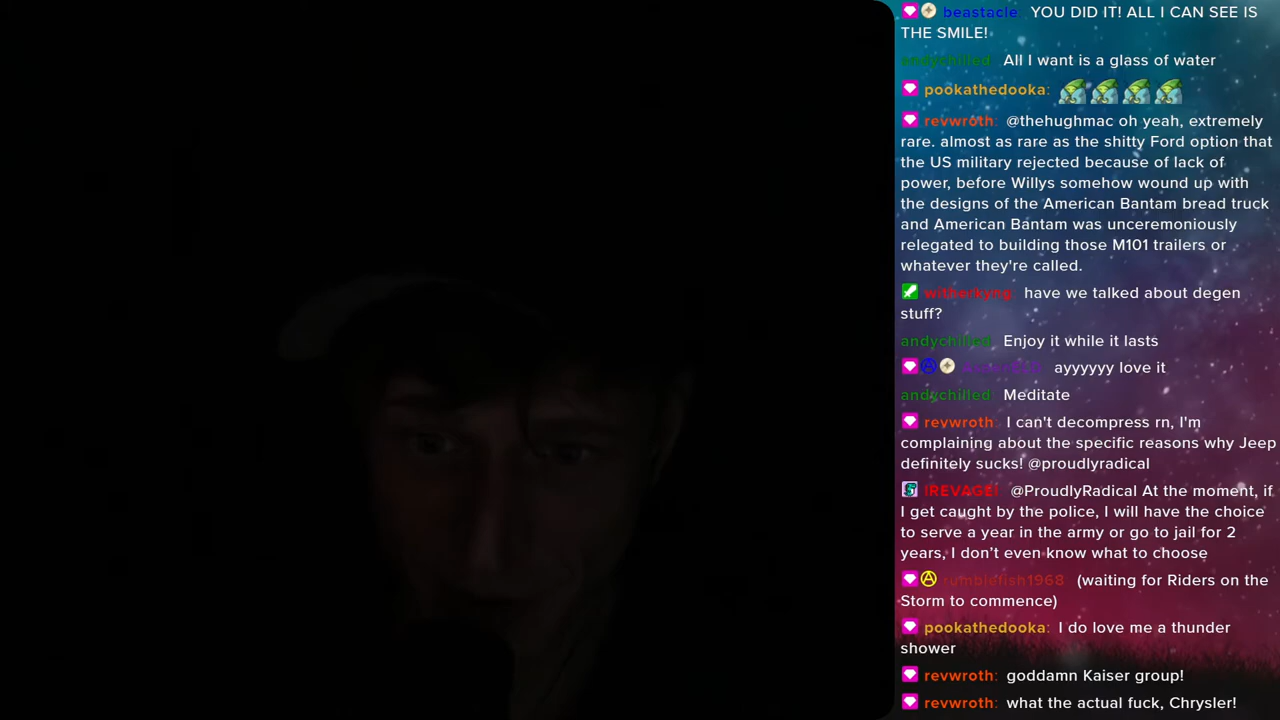 beastacle: YOU DID IT! ALL I CAN SEE IS
THE SMILE!
andychilled: All I want is a glass of water
pookathedooka:
revwroth: @thehughmac oh yeah, extremely
rare. almost as rare as the shitty Ford option that
the US military rejected because of lack of
power, before Willys somehow wound up with
the designs of the American Bantam bread truck
and American Bantam was unceremoniously
relegated to building those M101 trailers or
whatever they're called.
witherkyng: have we talked about degen
stuff?
andychilled: Enjoy it while it lasts
ayyyyyy love it
andychilled: Meditate
revwroth: I can't decompress rn, I'm
complaining about the specific reasons why Jeep
definitely sucks! @proudlyradical
IREVAGEI: @ProudlyRadical At the moment, if
I get caught by the police, I will have the choice
to serve a year in the army or go to jail for 2
years, I don't even know what to choose
rumblefish1968: (waiting for Riders on the
Storm to commence)
pookathedooka: I do love me a thunder
shower
revwroth: goddamn Kaiser group!
revwroth: what the actual fuck, Chrysler!